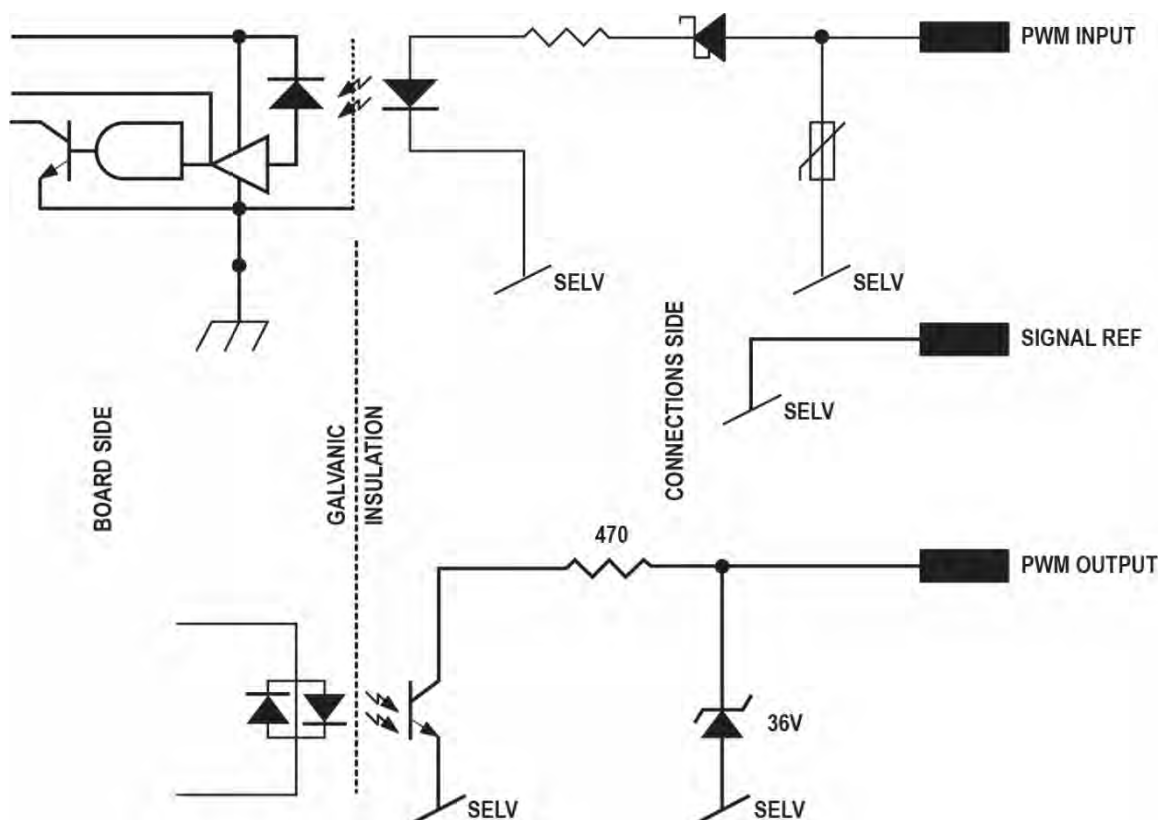 PWM INPUT
SELV
SELV
SIGNAL REF
SELV
BOARD SIDE
GALVANIC
INSULATION
CONNECTIONS SIDE
470
PWM OUTPUT
36V
SELV
SELV